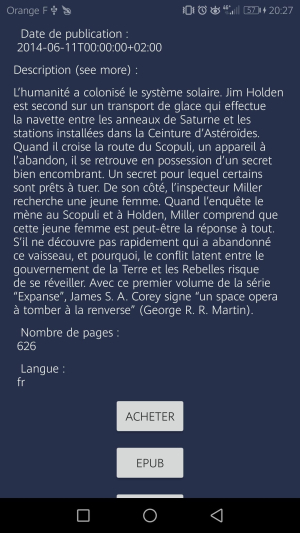 Orange F 57 20:27
Date de publication :
2014-06-11T00:00:00+02:00
Description (see more) :
L'humanité a colonisé le système solaire. Jim Holden
est second sur un transport de glace qui effectue
la navette entre les anneaux de Saturne et les
stations installées dans la Ceinture d'Astéroïdes.
Quand il croise la route du Scopuli, un appareil à
l'abandon, il se retrouve en possession d'un secret
bien encombrant. Un secret pour lequel certains
sont prêts à tuer. De son côté, l'inspecteur Miller
recherche une jeune femme. Quand l'enquête le
mène au Scopuli et à Holden, Miller comprend que
cette jeune femme est peut-être la réponse à tout.
S'il ne découvre pas rapidement qui a abandonné
ce vaisseau, et pourquoi, le conflit latent entre le
gouvernement de la Terre et les Rebelles risque
de se réveiller. Avec ce premier volume de la série
"Expanse", James S. A. Corey signe "un space opera
à tomber à la renverse" (George R. R. Martin).
Nombre de pages :
626
Langue :
fr
ACHETER
EPUB